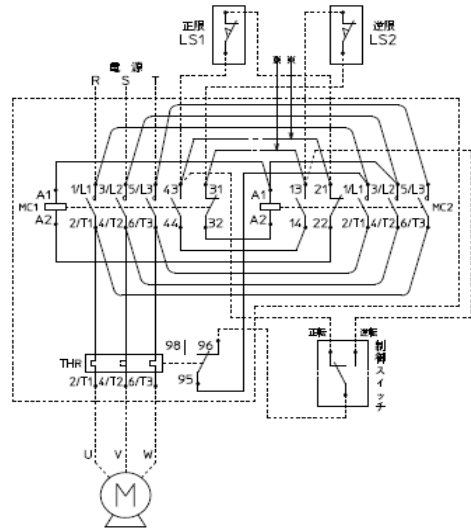 正限
LS1
逆限
LS2
電源
R S T
※ ※
A1 1/L1 3/L2 5/L3 43 31 A1 13 21 1/L1 3/L2 5/L3
MC1 MC2
A2 2/T1 4/T2 6/T3 44 32 A2 14 22 2/T1 4/T2 6/T3
正転 逆転
98 96
制御スイッチ
THR
95
2/T1 4/T2 6/T3
U V W
M